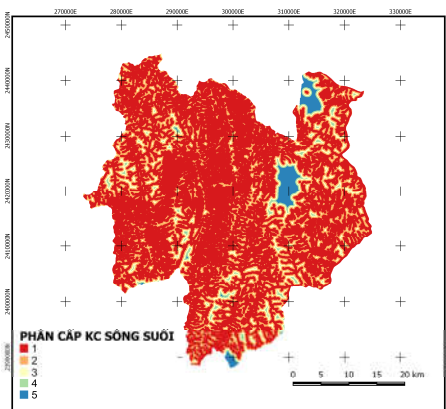 270000E 280000E 290000E 300000E 310000E 320000E 330000E
2450000N
2440000N
2430000N
2420000N
2410000N
2400000N
PHÂN CẤP KC SÔNG SUỐI
1
2
3
4
5
0 5 10 15 20 km